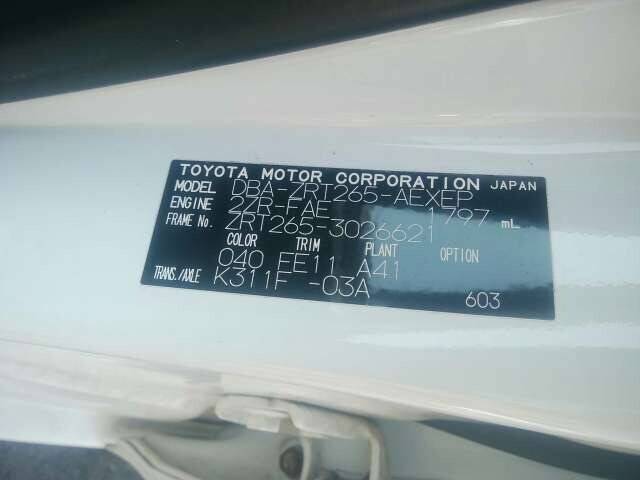 TOYOTA MOTOR CORPORATION JAPAN
MODEL DBA-ZRT265-AEXEP
ENGINE 2ZR-FAE 1797 mL
FRAME No. ZRT265-3026621
COLOR TRIM PLANT OPTION
040 EE11 A41
TRANS./AXLE K311F -03A
603